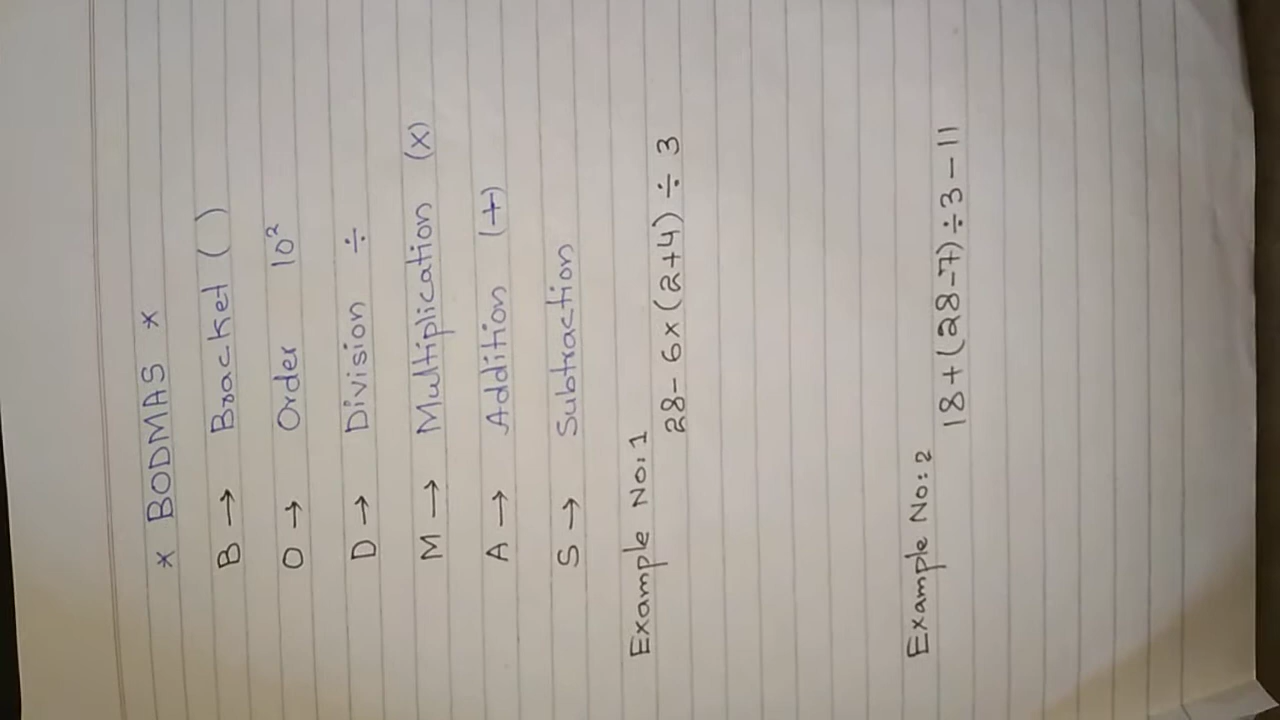 * BODMAS *
B → Bracket ( )
O → Order 10²
D → Division ÷
M → Multiplication (x)
A → Addition (+)
S → Subtraction
Example No: 1
28 - 6 x (2+4) ÷ 3
Example No: 2
18 + (28-7) ÷ 3 - 11